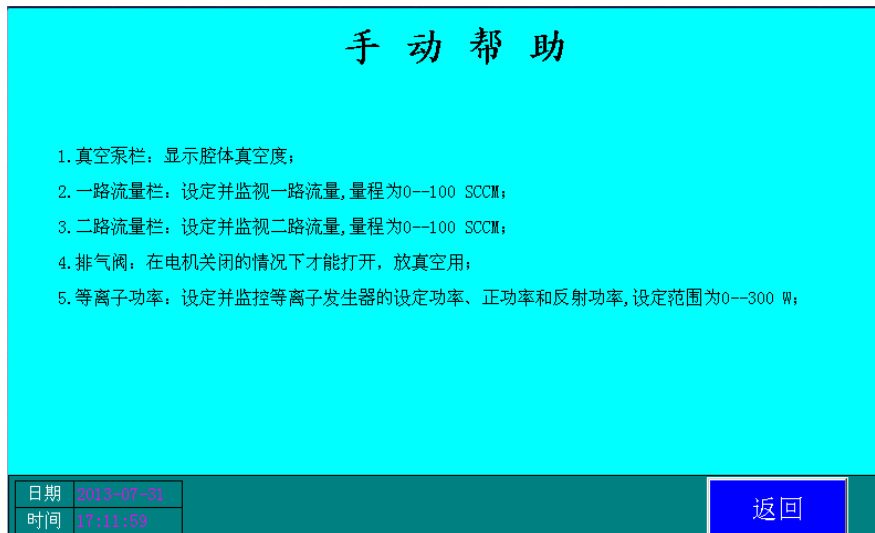 手动帮助
1.真空泵栏：显示腔体真空度；
2.一路流量栏：设定并监视一路流量,量程为0--100 SCCM；
3.二路流量栏：设定并监视二路流量,量程为0--100 SCCM；
4.排气阀：在电机关闭的情况下才能打开，放真空用；
5.等离子功率：设定并监控等离子发生器的设定功率、正功率和反射功率,设定范围为0--300 W；
日期 2013-07-31
时间 17:11:59
返回